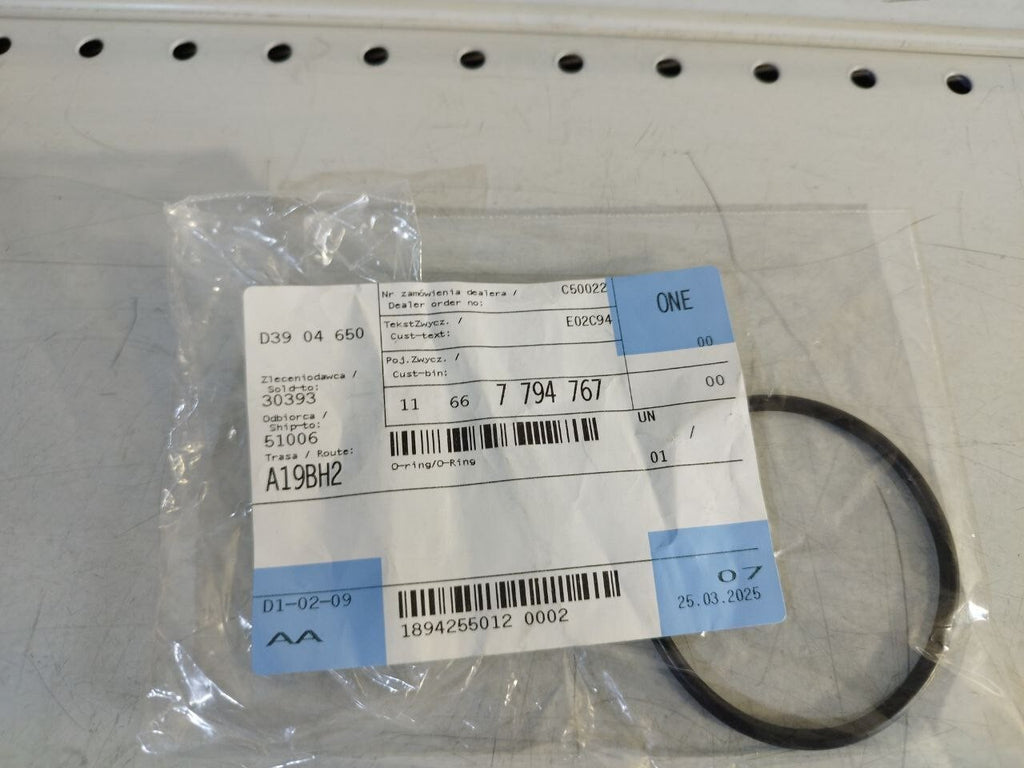 Nr zamówienia dealera / C50022
Dealer order no:
ONE
D39 04 650
TekstZwycz. / E02C94
Cust-text:
00
Poj.Zwycz. /
Cust-bin:
Zleceniodawca /
Sold-to:
30393
11 66 7 794 767
00
Odbiorca /
Ship-to:
51006
UN /
Trasa / Route:
A19BH2
O-ring/O-Ring
01
D1-02-09
AA
1894255012 0002
07
25.03.2025